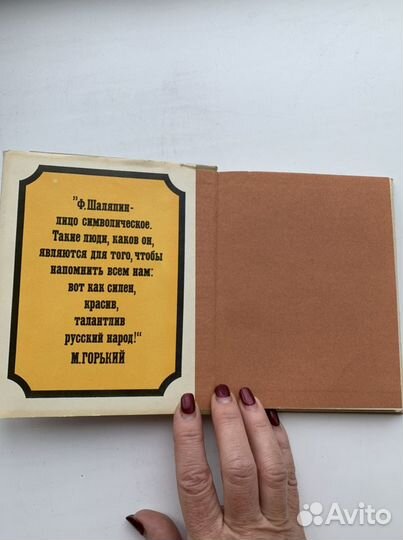 "Ф. Шаляпин-
лицо символическое.
Такие люди, каков он,
являются для того, чтобы
напомнить всем нам:
вот как силен,
красив,
талантлив
русский народ!"
М.ГОРЬКИЙ
Avito